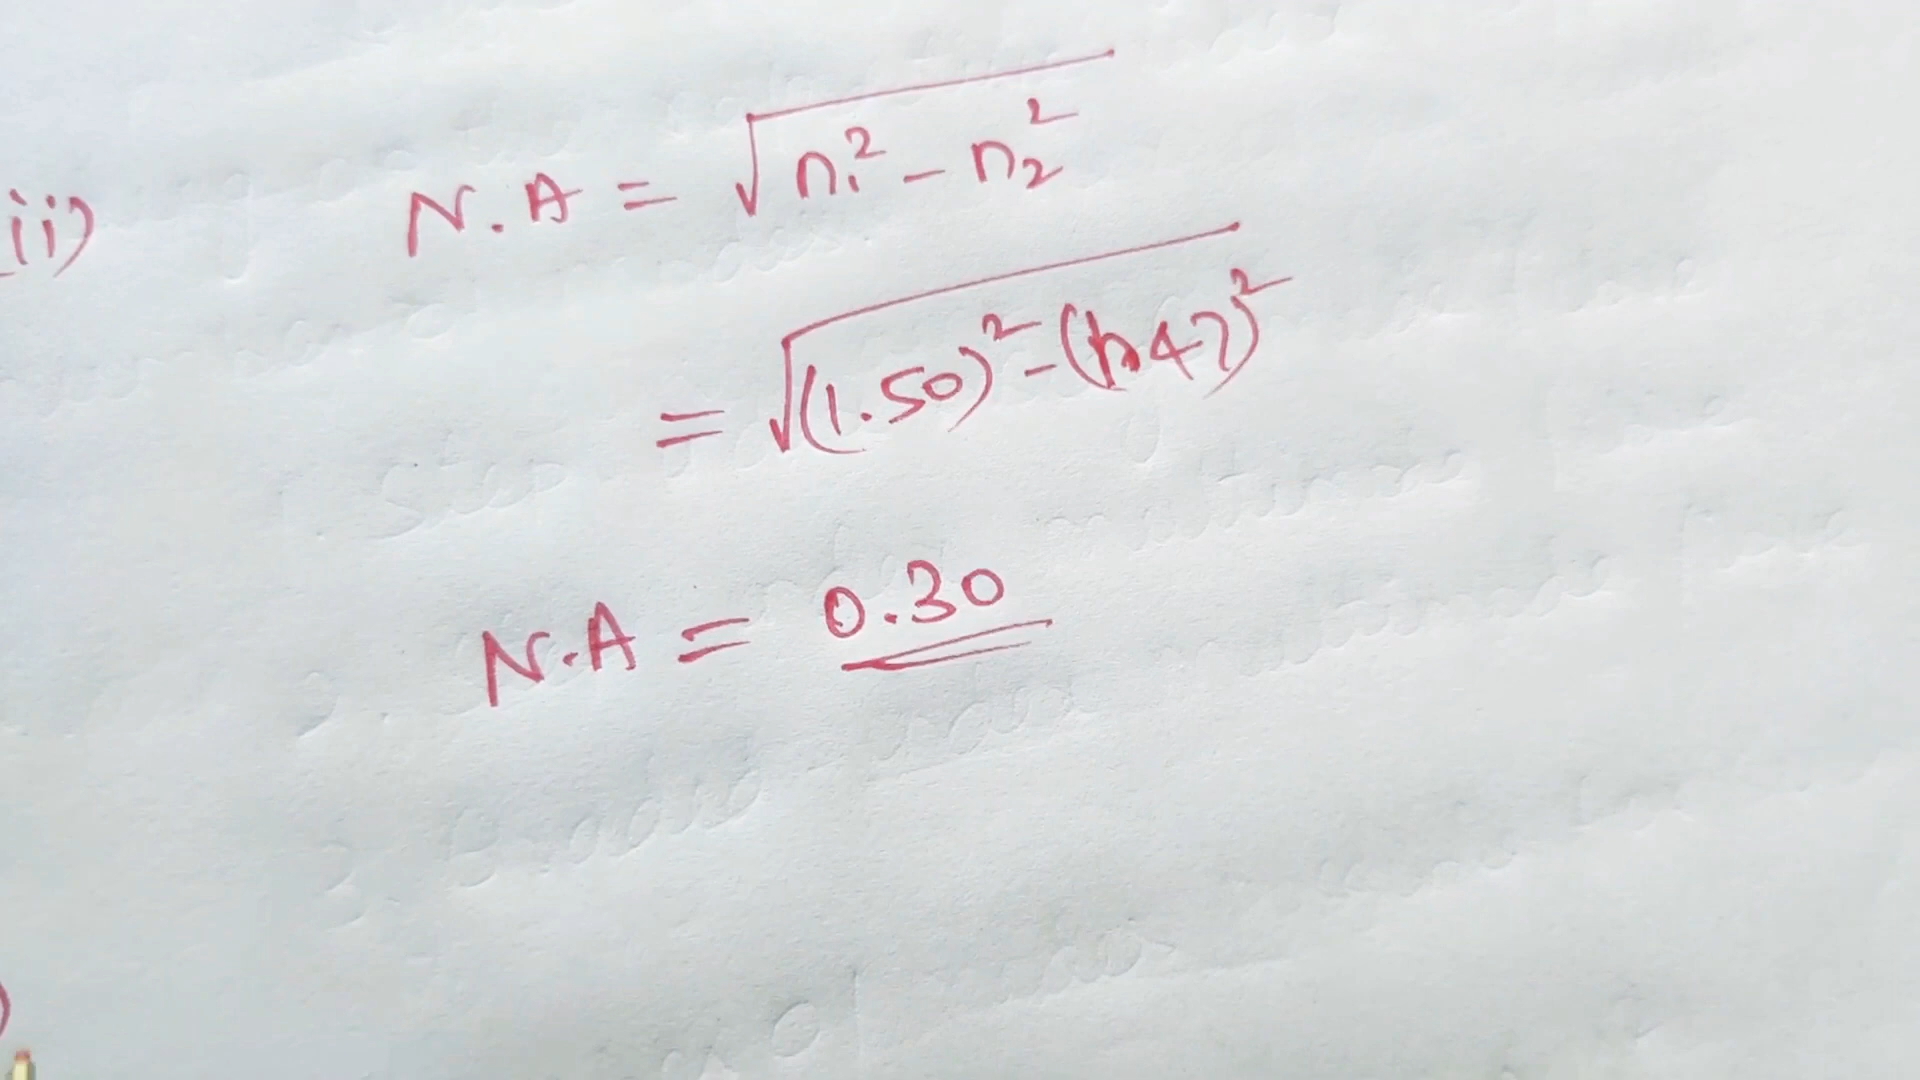 (ii) N.A = √n₁² - n₂²
= √(1.50)² - (1.47)²
N.A = 0.30